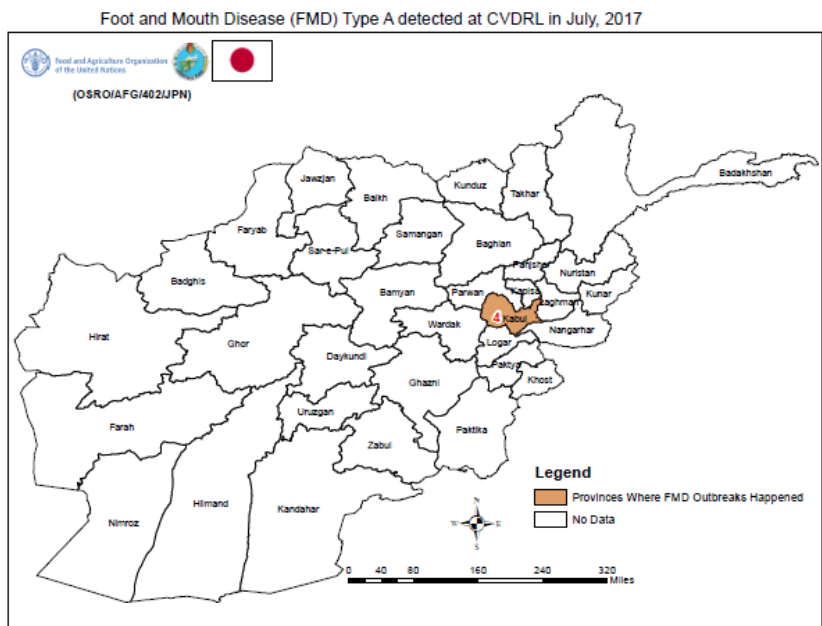 Foot and Mouth Disease (FMD) Type A detected at CVDRL in July, 2017
Food and Agriculture Organization
of the United Nations
(OSRO/AFG/402/JPN)
Badakhshan
Jawzjan
Balkh
Kunduz
Takhar
Faryab
Samangan
Baghlan
Sar-e-Pul
Panjsher
Nuristan
Badghis
Bamyan
Parwan
Kapisa
Laghman
Kunar
Hirat
Wardak
4
Kabul
Nangarhar
Ghor
Logar
Daykundi
Paktya
Ghazni
Khost
Uruzgan
Farah
Paktika
Zabul
Hilmand
Kandahar
Nimroz
Legend
Provinces Where FMD Outbreaks Happened
No Data
N
W E
S
0 40 80 160 240 320
Miles